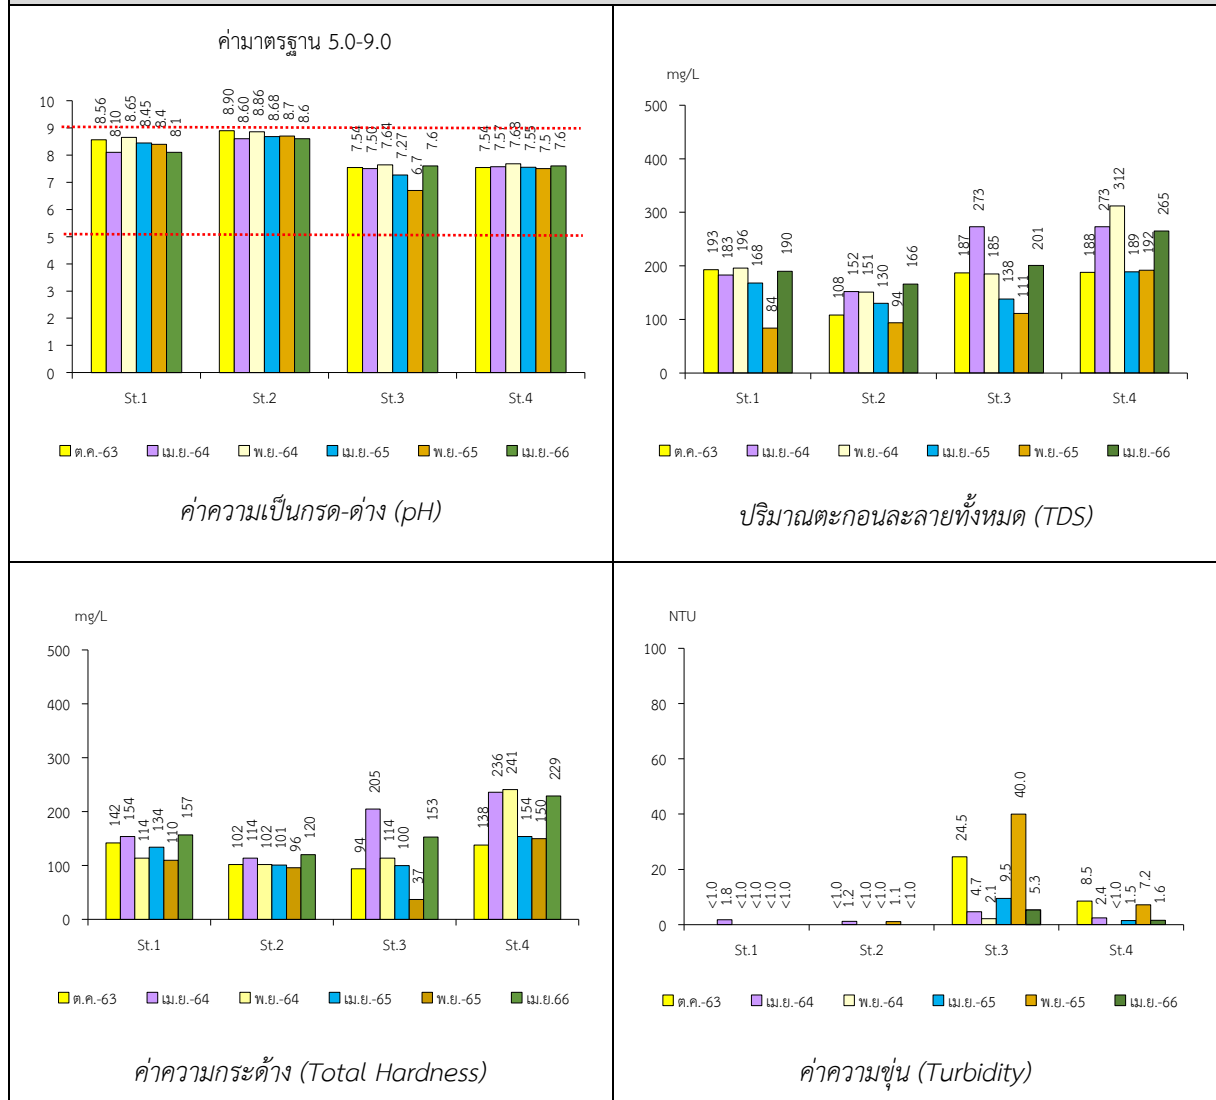 ค่ามาตรฐาน 5.0-9.0
10
9
8
7
6
5
4
3
2
1
0
8.56 8.10 8.65 8.45 8.4 8.1
8.90 8.60 8.86 8.68 8.7 8.6
7.54 7.50 7.64 7.27 6.7 7.6
7.54 7.57 7.68 7.55 7.5 7.6
St.1 St.2 St.3 St.4
ต.ค.-63 เม.ย.-64 พ.ย.-64 เม.ย.-65 พ.ย.-65 เม.ย.-66
ค่าความเป็นกรด-ด่าง (pH)
mg/L
500
400
300
200
100
0
193 183 196 168 84 190
108 152 151 130 94 166
187 273 185 138 111 201
188 273 312 189 192 265
St.1 St.2 St.3 St.4
ต.ค.-63 เม.ย.-64 พ.ย.-64 เม.ย.-65 พ.ย.-65 เม.ย.-66
ปริมาณตะกอนละลายทั้งหมด (TDS)
mg/L
500
400
300
200
100
0
142 154 114 134 110 157
102 114 102 101 96 120
94 205 114 100 37 153
138 236 241 154 150 229
St.1 St.2 St.3 St.4
ต.ค.-63 เม.ย.-64 พ.ย.-64 เม.ย.-65 พ.ย.-65 เม.ย.66
ค่าความกระด้าง (Total Hardness)
NTU
100
80
60
40
20
0
<1.0 1.8 <1.0 <1.0 <1.0 <1.0
<1.0 1.2 <1.0 <1.0 1.1 <1.0
24.5 4.7 2.1 9.5 40.0 5.3
8.5 2.4 <1.0 1.5 7.2 1.6
St.1 St.2 St.3 St.4
ต.ค.-63 เม.ย.-64 พ.ย.-64 เม.ย.-65 พ.ย.-65 เม.ย.-66
ค่าความขุ่น (Turbidity)